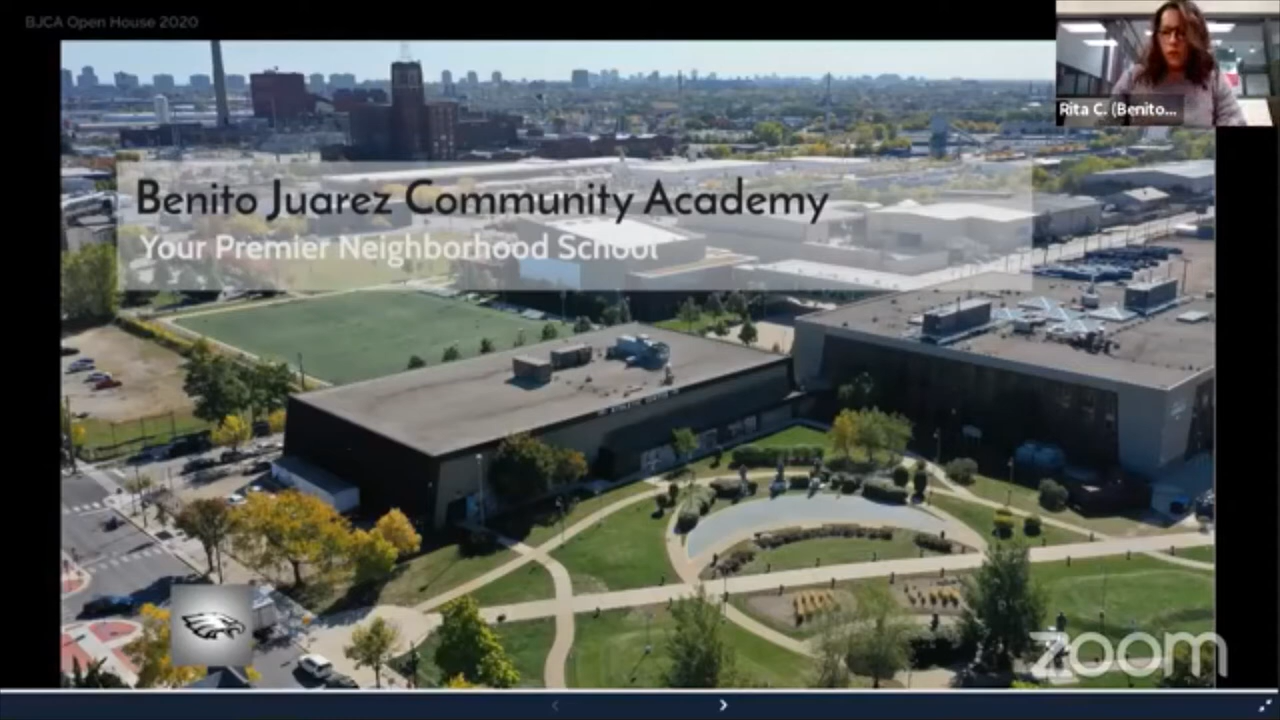 BJCA Open House 2020
Rita C. (Benito...
Benito Juarez Community Academy
Your Premier Neighborhood School
zoom